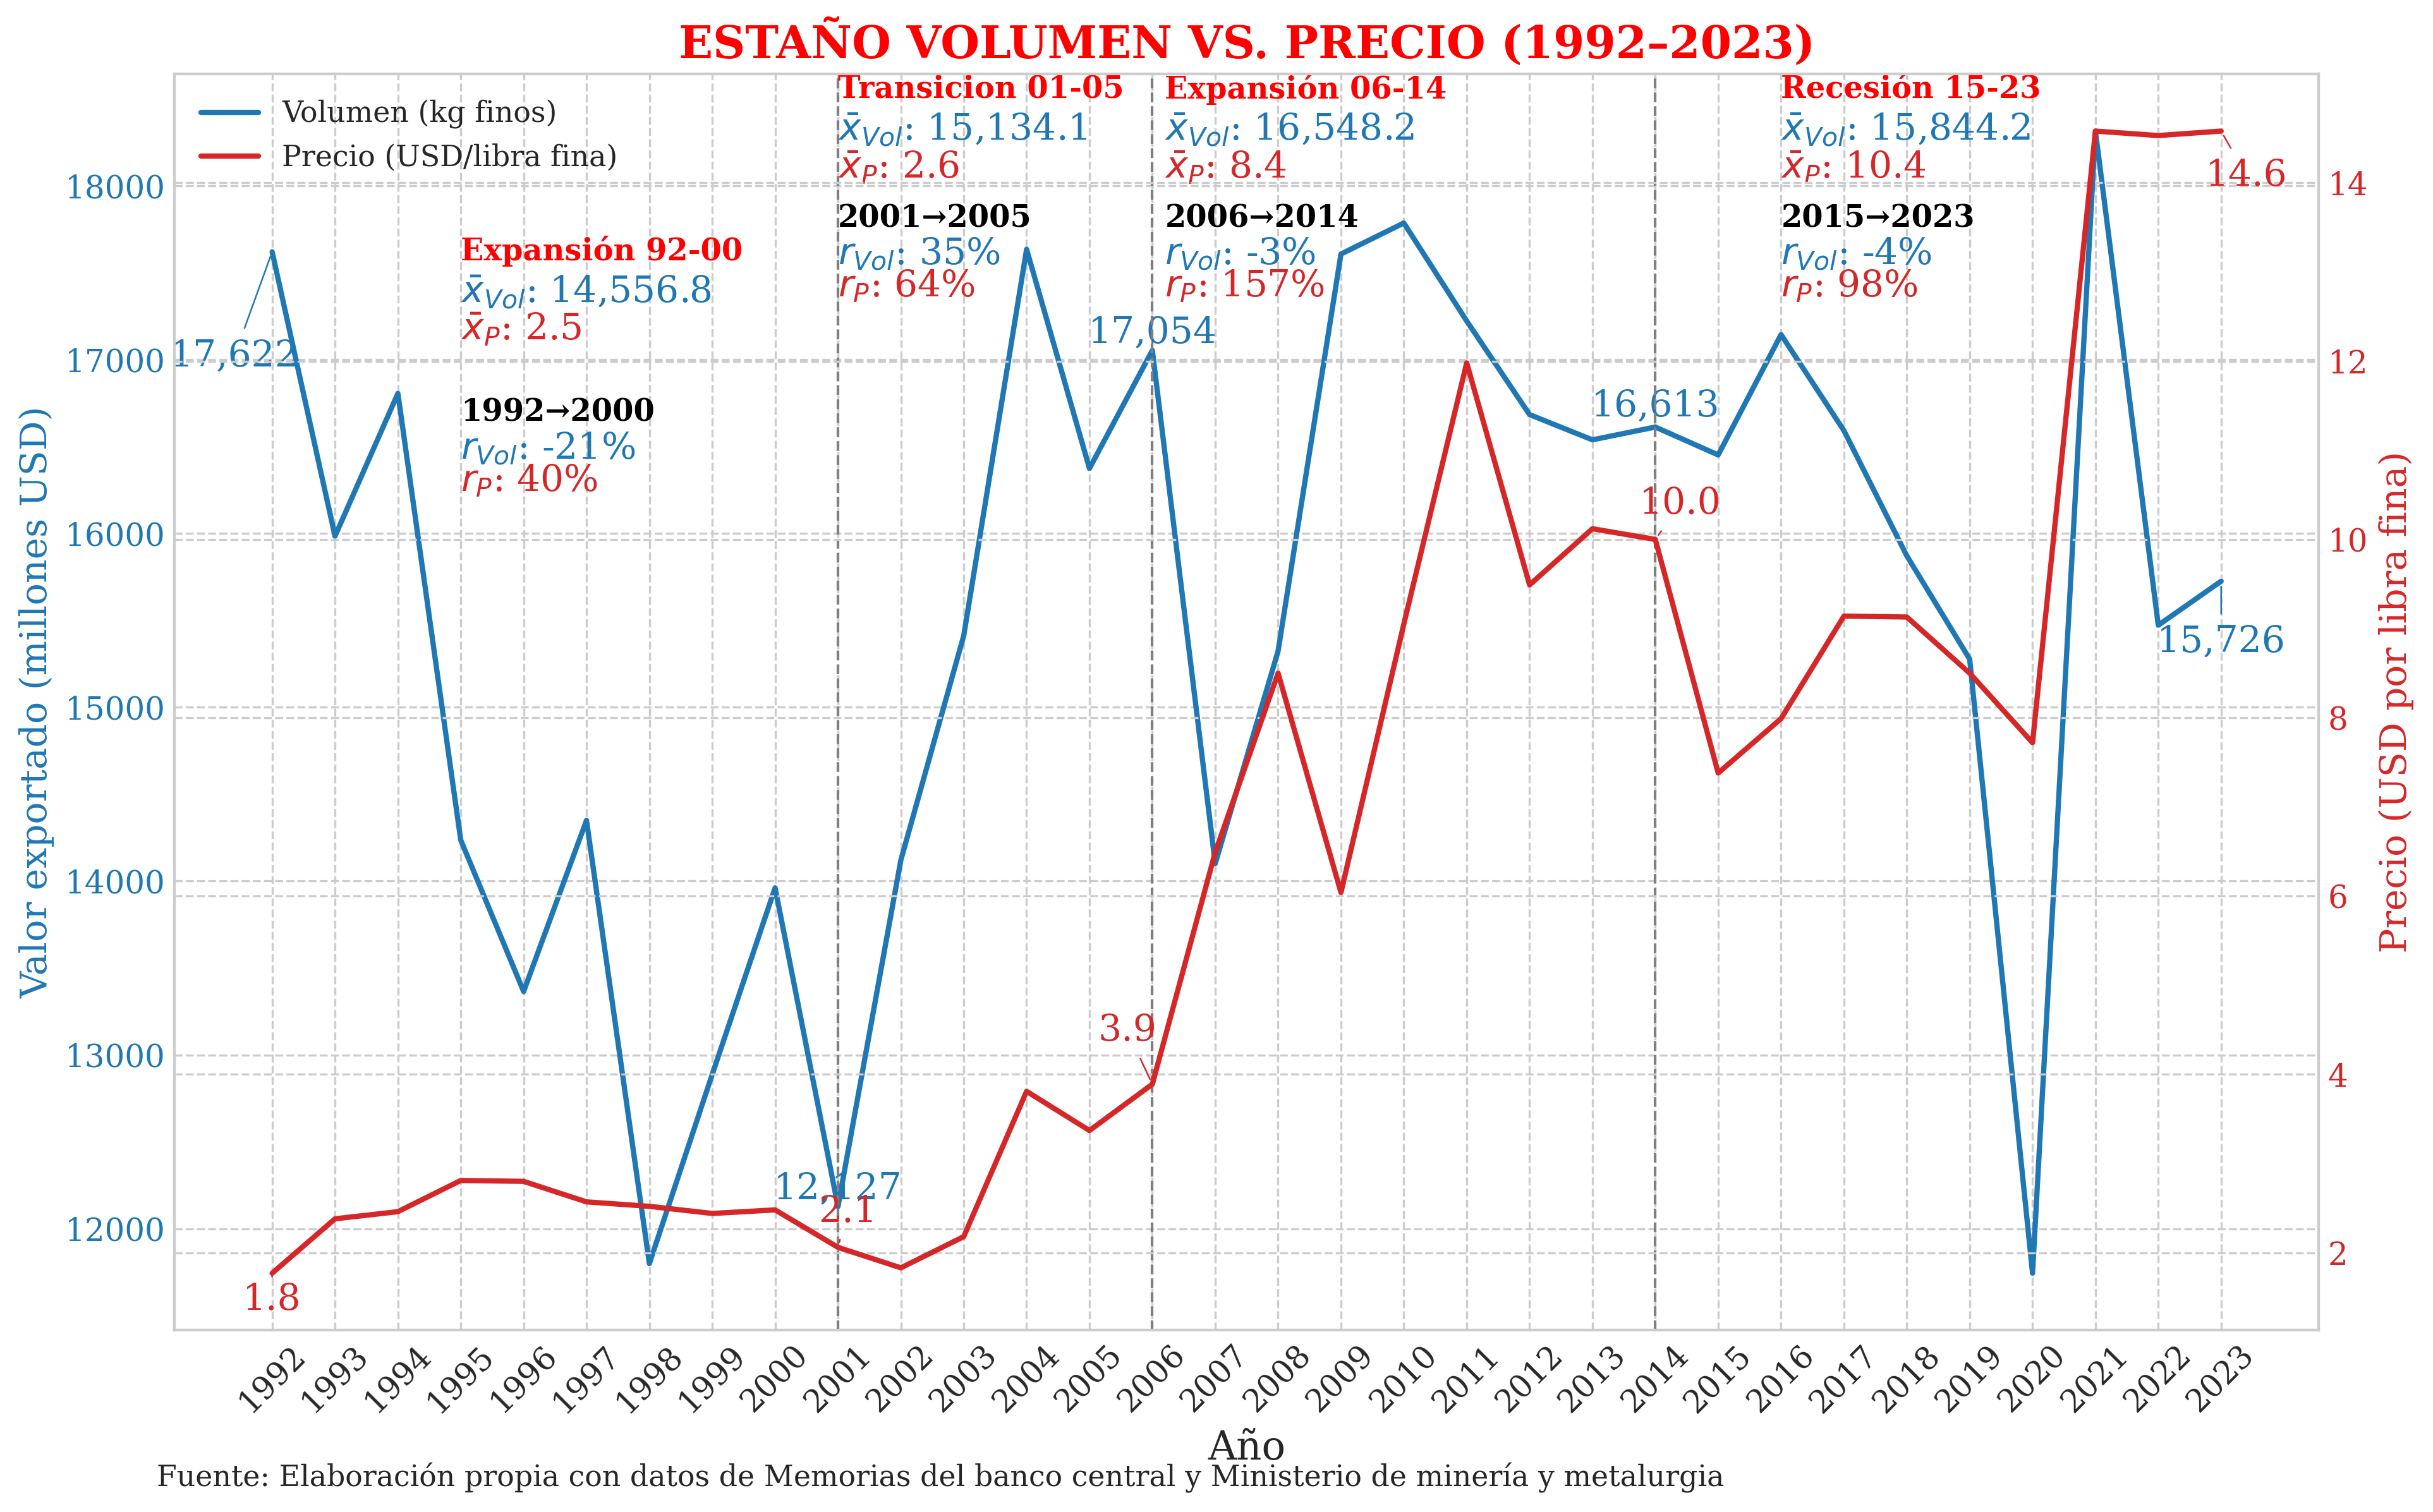 ESTAÑO VOLUMEN VS. PRECIO (1992–2023)
Volumen (kg finos)
Precio (USD/libra fina)
Expansión 92-00
x̄Vol: 14,556.8
x̄P: 2.5
1992→2000
rVol: -21%
rP: 40%
Transicion 01-05
x̄Vol: 15,134.1
x̄P: 2.6
2001→2005
rVol: 35%
rP: 64%
Expansión 06-14
x̄Vol: 16,548.2
x̄P: 8.4
2006→2014
rVol: -3%
rP: 157%
Recesión 15-23
x̄Vol: 15,844.2
x̄P: 10.4
2015→2023
rVol: -4%
rP: 98%
17,622
12,127
17,054
16,613
15,726
1.8
2.1
3.9
10.0
14.6
Valor exportado (millones USD)
18000
17000
16000
15000
14000
13000
12000
Precio (USD por libra fina)
14
12
10
8
6
4
2
1992 1993 1994 1995 1996 1997 1998 1999 2000 2001 2002 2003 2004 2005 2006 2007 2008 2009 2010 2011 2012 2013 2014 2015 2016 2017 2018 2019 2020 2021 2022 2023
Año
Fuente: Elaboración propia con datos de Memorias del banco central y Ministerio de minería y metalurgia